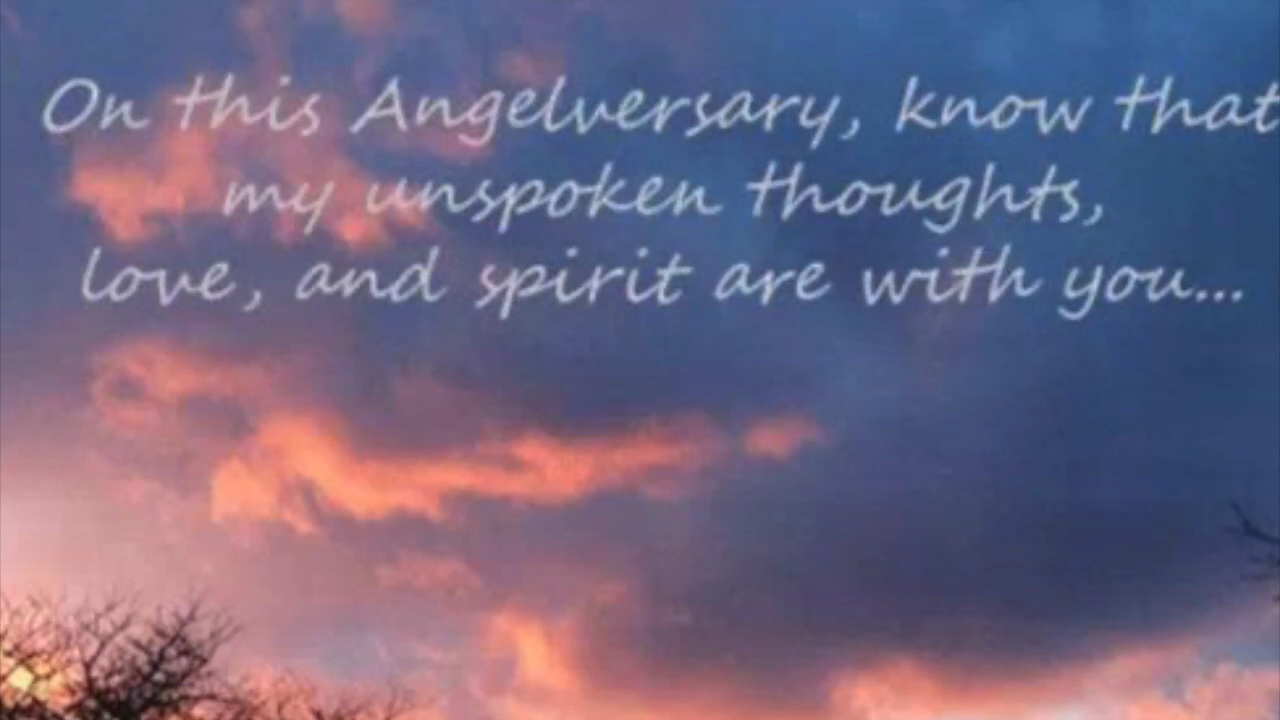 On this Angelversary, know that
my unspoken thoughts,
love, and spirit are with you...